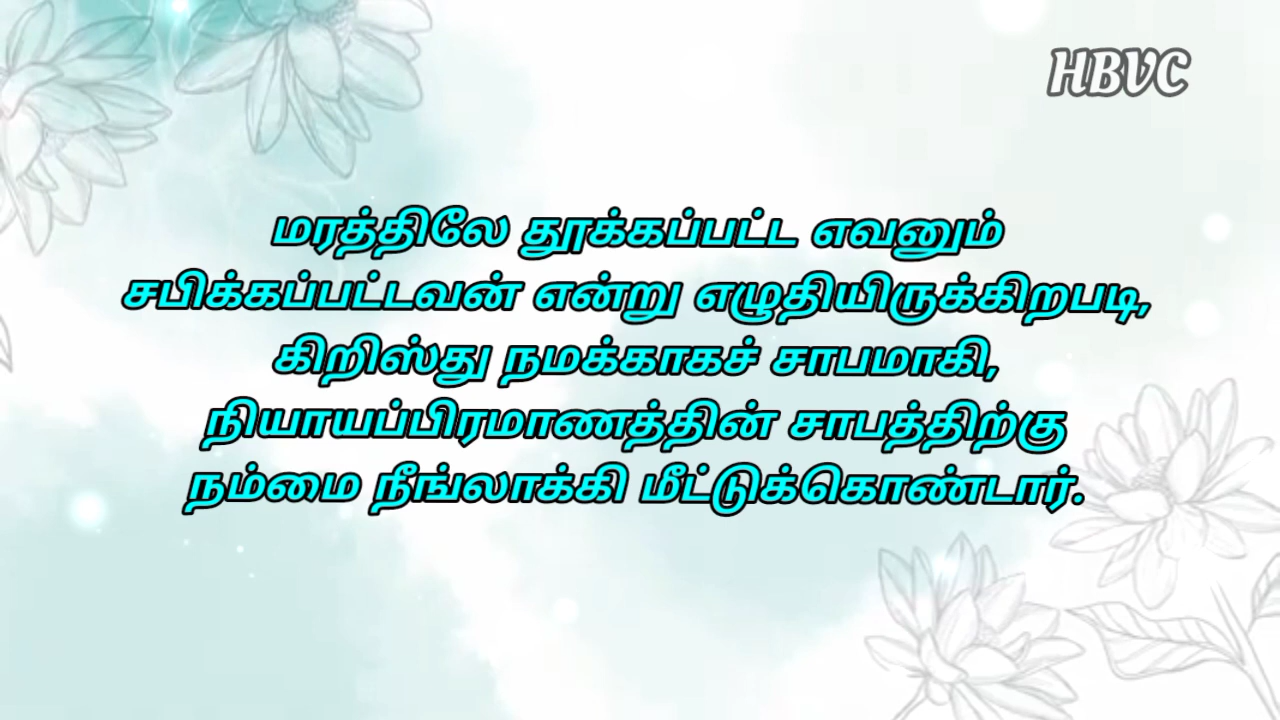 HBVC
மரத்திலே தூக்கப்பட்ட எவனும்
சபிக்கப்பட்டவன் என்று எழுதியிருக்கிறபடி,
கிறிஸ்து நமக்காகச் சாபமாகி,
நியாயப்பிரமாணத்தின் சாபத்திற்கு
நம்மை நீங்லாக்கி மீட்டுக்கொண்டார்.